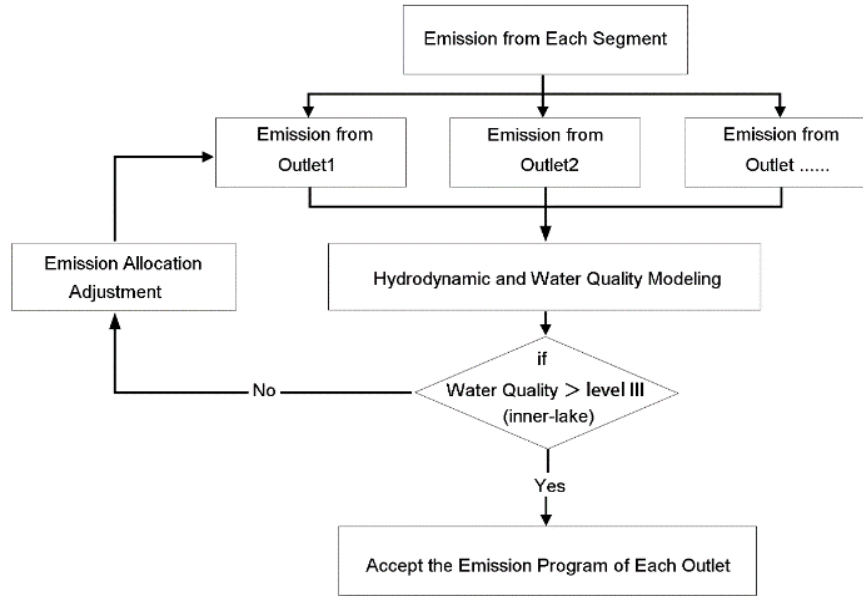 Emission from Each Segment
Emission from
Outlet1
Emission from
Outlet2
Emission from
Outlet ......
Emission Allocation
Adjustment
Hydrodynamic and Water Quality Modeling
if
Water Quality > level III
(inner-lake)
No
Yes
Accept the Emission Program of Each Outlet